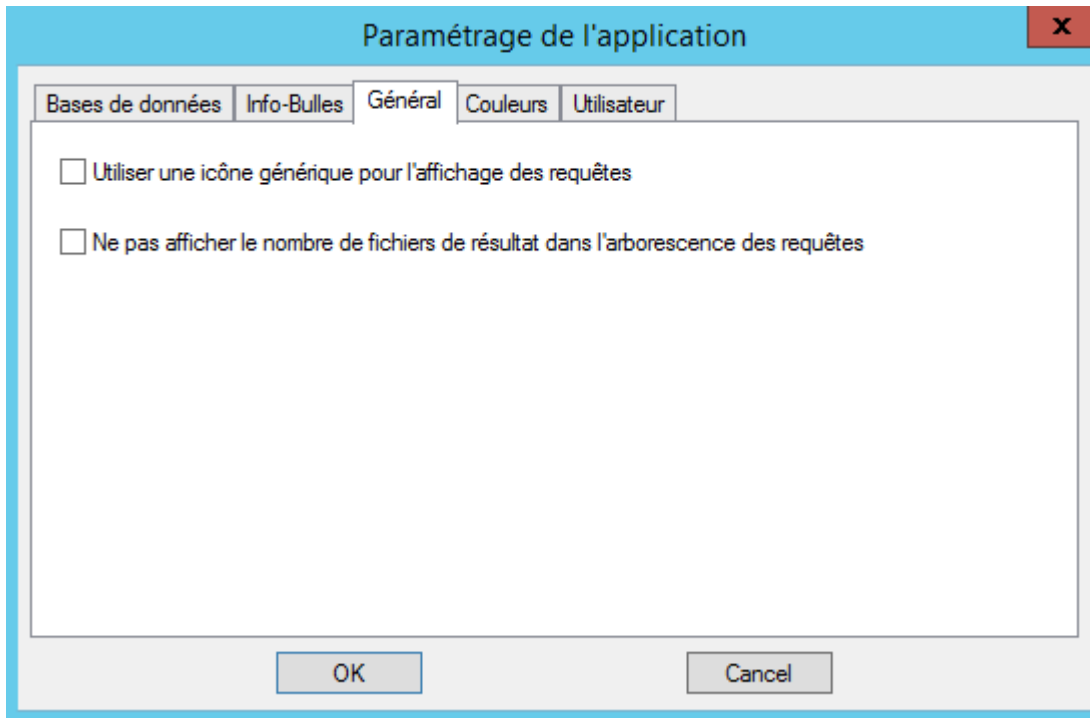 Paramétrage de l'application
x
Bases de données Info-Bulles Général Couleurs Utilisateur
Utiliser une icône générique pour l'affichage des requêtes
Ne pas afficher le nombre de fichiers de résultat dans l'arborescence des requêtes
OK Cancel